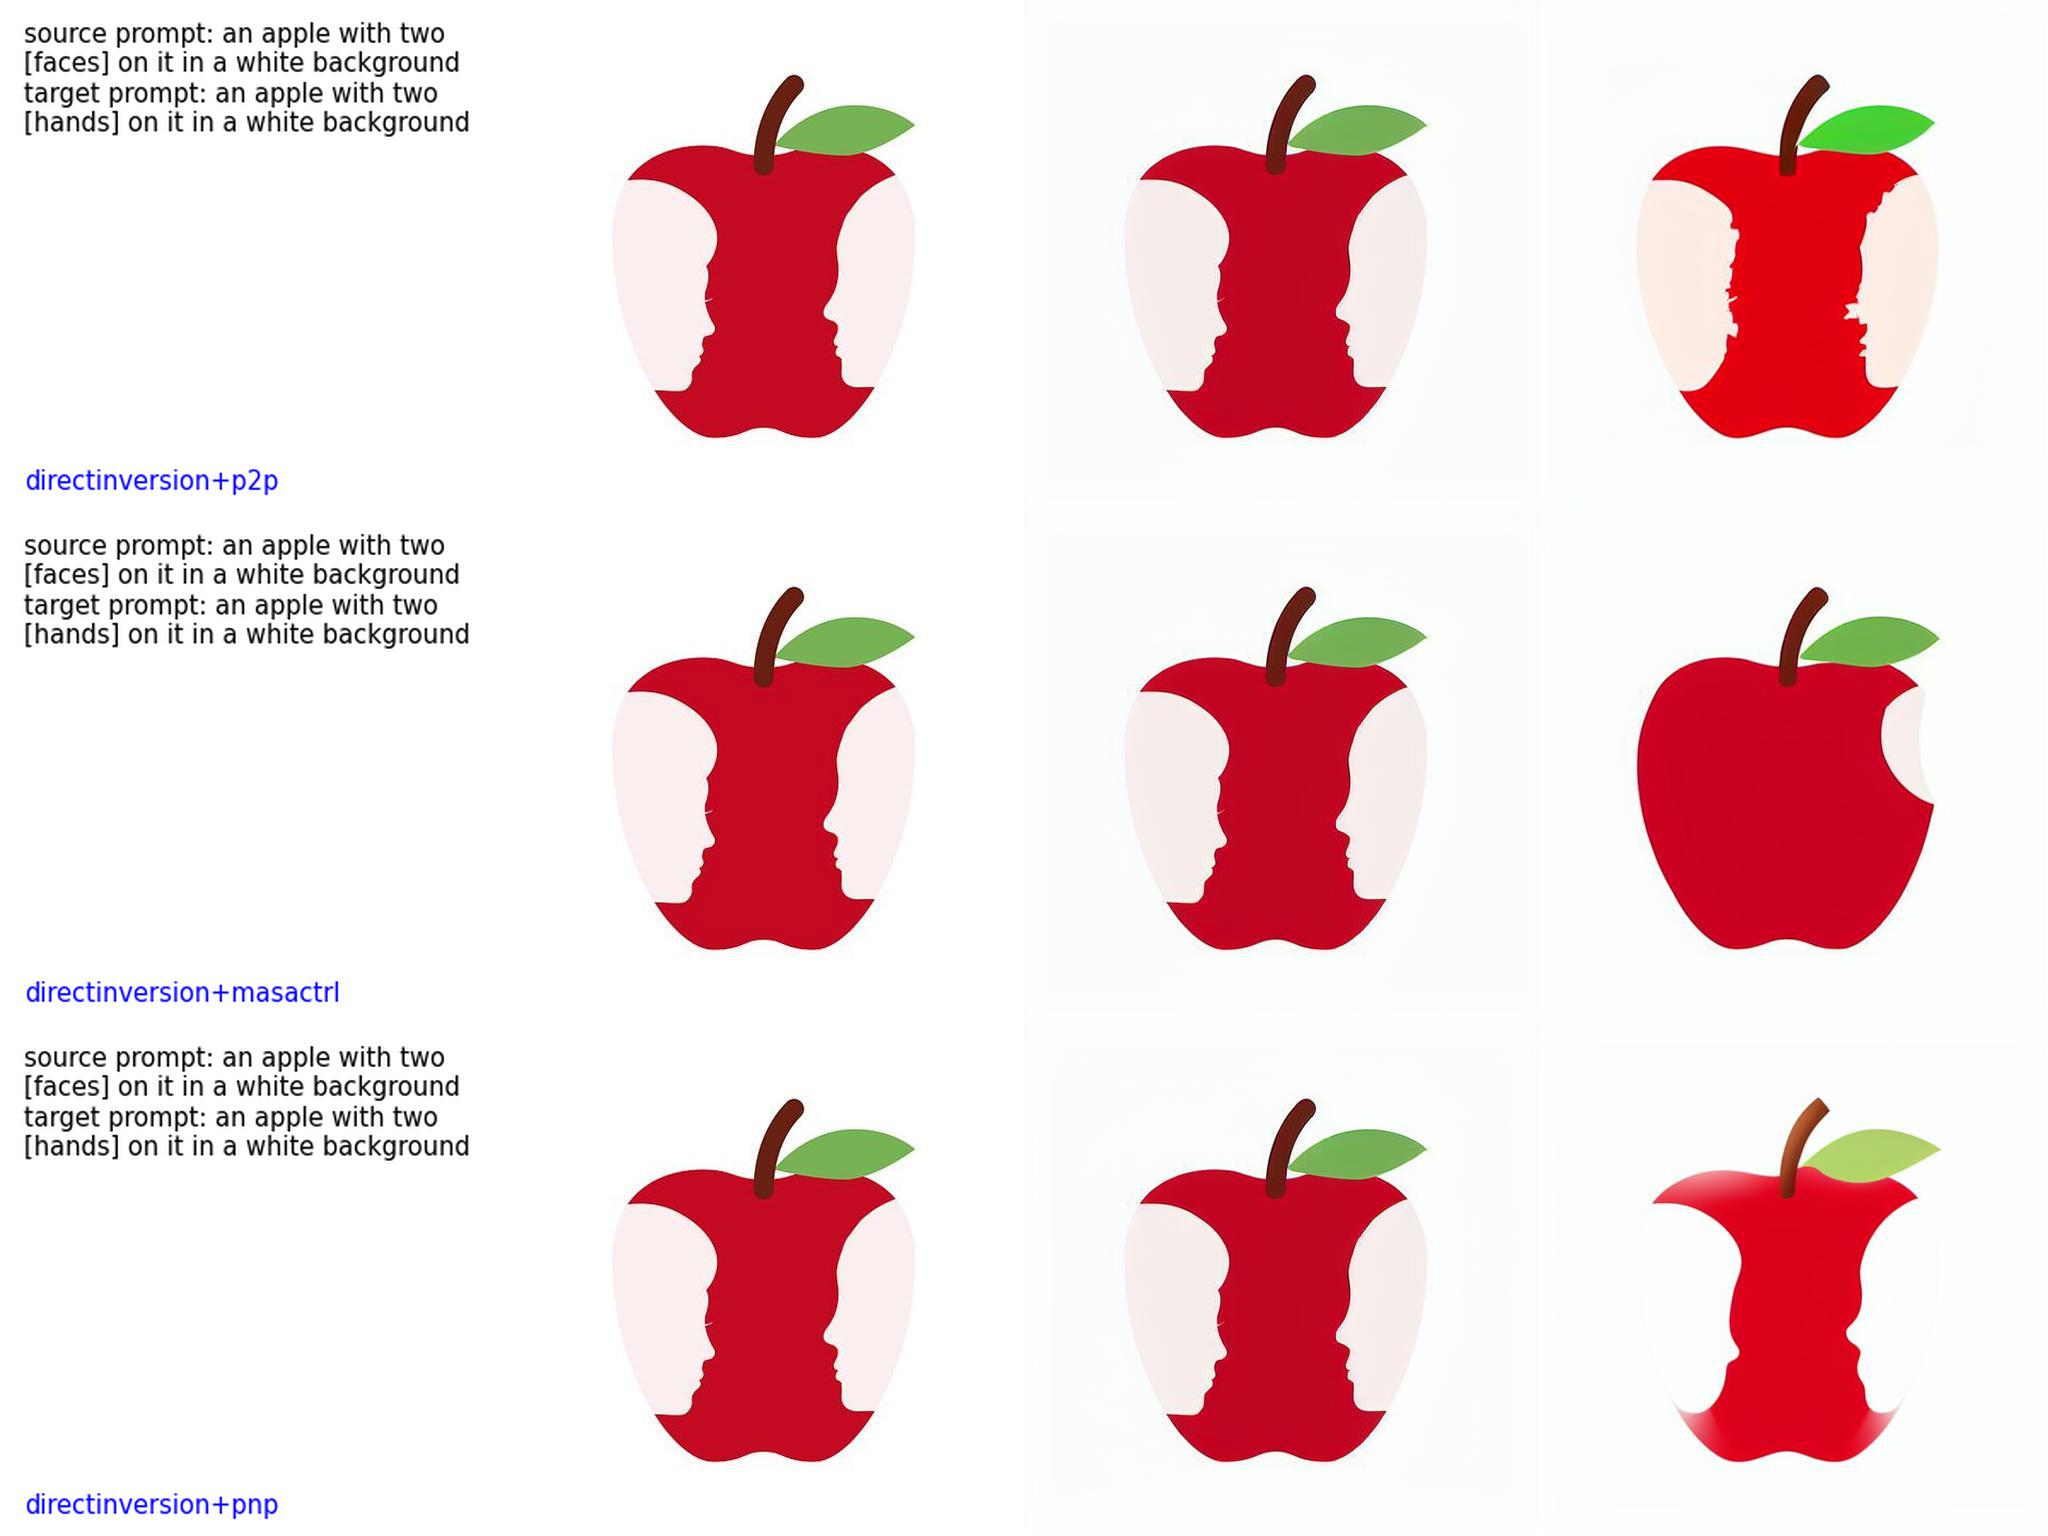 source prompt: an apple with two
[faces] on it in a white background
target prompt: an apple with two
[hands] on it in a white background
directinversion+p2p
source prompt: an apple with two
[faces] on it in a white background
target prompt: an apple with two
[hands] on it in a white background
directinversion+masactrl
source prompt: an apple with two
[faces] on it in a white background
target prompt: an apple with two
[hands] on it in a white background
directinversion+pnp